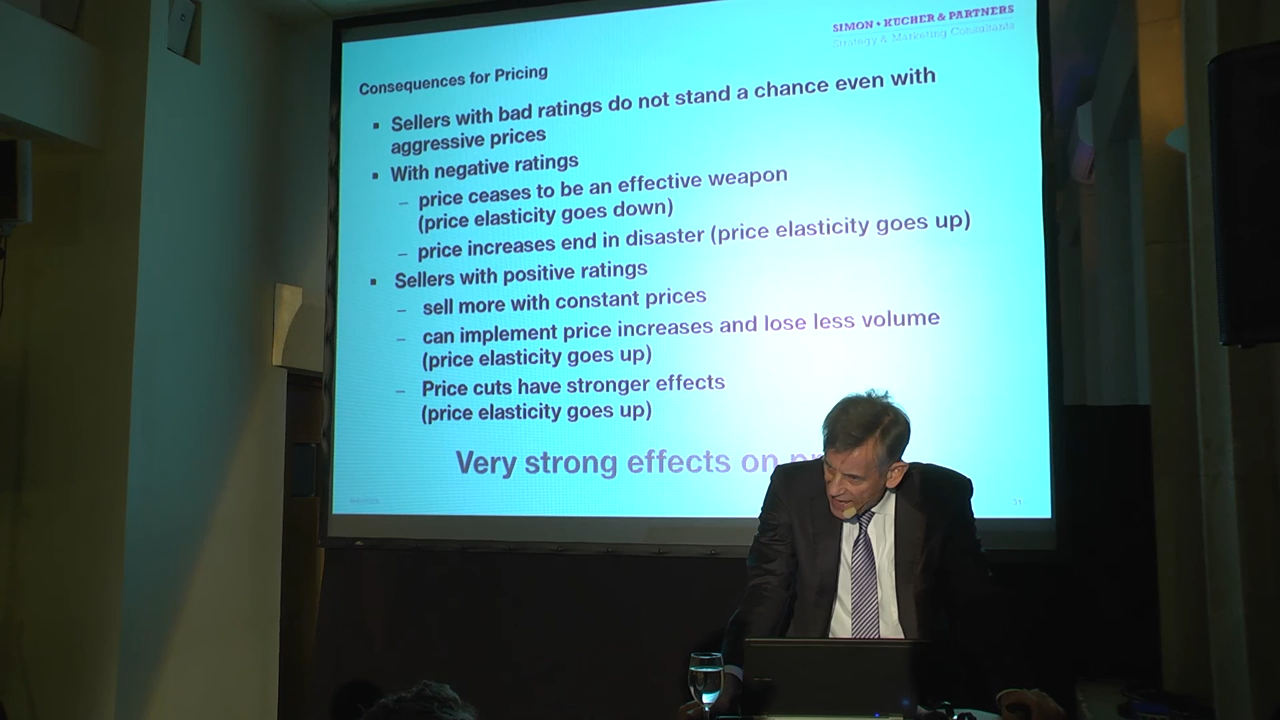 SIMON • KUCHER & PARTNERS
Strategy & Marketing Consultants
Consequences for Pricing
▪ Sellers with bad ratings do not stand a chance even with
aggressive prices
▪ With negative ratings
– price ceases to be an effective weapon
(price elasticity goes down)
– price increases end in disaster (price elasticity goes up)
▪ Sellers with positive ratings
– sell more with constant prices
– can implement price increases and lose less volume
(price elasticity goes up)
– Price cuts have stronger effects
(price elasticity goes up)
Very strong effects on
31